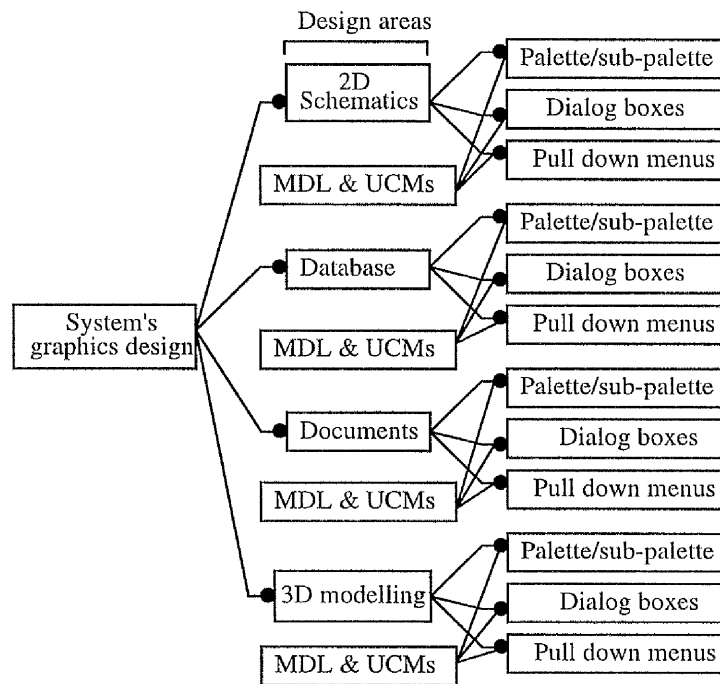 Design areas
2D
Schematics
MDL & UCMs
Palette/sub-palette
Dialog boxes
Pull down menus
Database
MDL & UCMs
Palette/sub-palette
Dialog boxes
Pull down menus
System's
graphics design
Documents
MDL & UCMs
Palette/sub-palette
Dialog boxes
Pull down menus
3D modelling
MDL & UCMs
Palette/sub-palette
Dialog boxes
Pull down menus